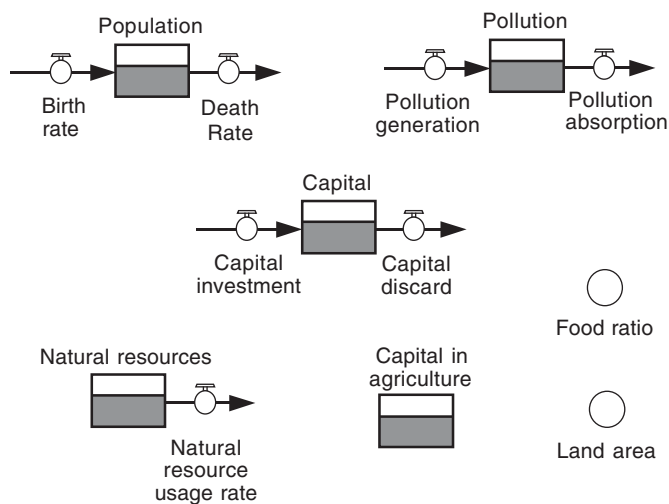 Population
Birth
rate
Death
Rate
Pollution
Pollution
generation
Pollution
absorption
Capital
Capital
investment
Capital
discard
Food ratio
Natural resources
Natural
resource
usage rate
Capital in
agriculture
Land area